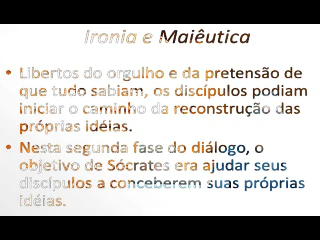 Ironia e Maiêutica
• Libertos do orgulho e da pretensão de
que tudo sabiam, os discípulos podiam
iniciar o caminho da reconstrução das
próprias idéias.
• Nesta segunda fase do diálogo, o
objetivo de Sócrates era ajudar seus
discípulos a conceberem suas próprias
idéias.